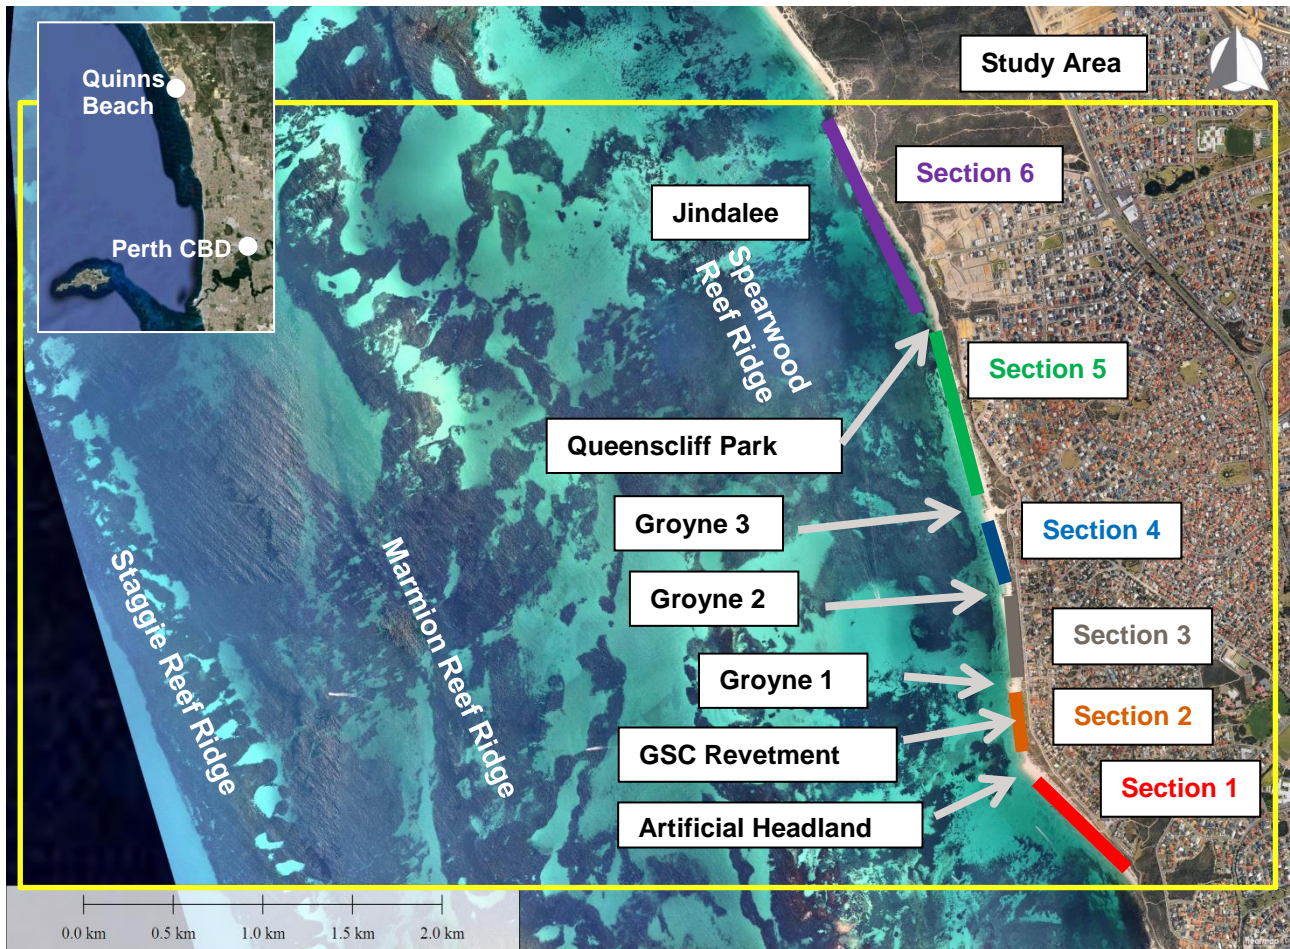 Study Area
Quinns
Beach
Perth CBD
Section 6
Jindalee
Spearwood
Reef Ridge
Section 5
Queenscliff Park
Groyne 3
Section 4
Groyne 2
Staggie Reef Ridge
Marmion Reef Ridge
Section 3
Groyne 1
Section 2
GSC Revetment
Section 1
Artificial Headland
0.0 km
0.5 km
1.0 km
1.5 km
2.0 km